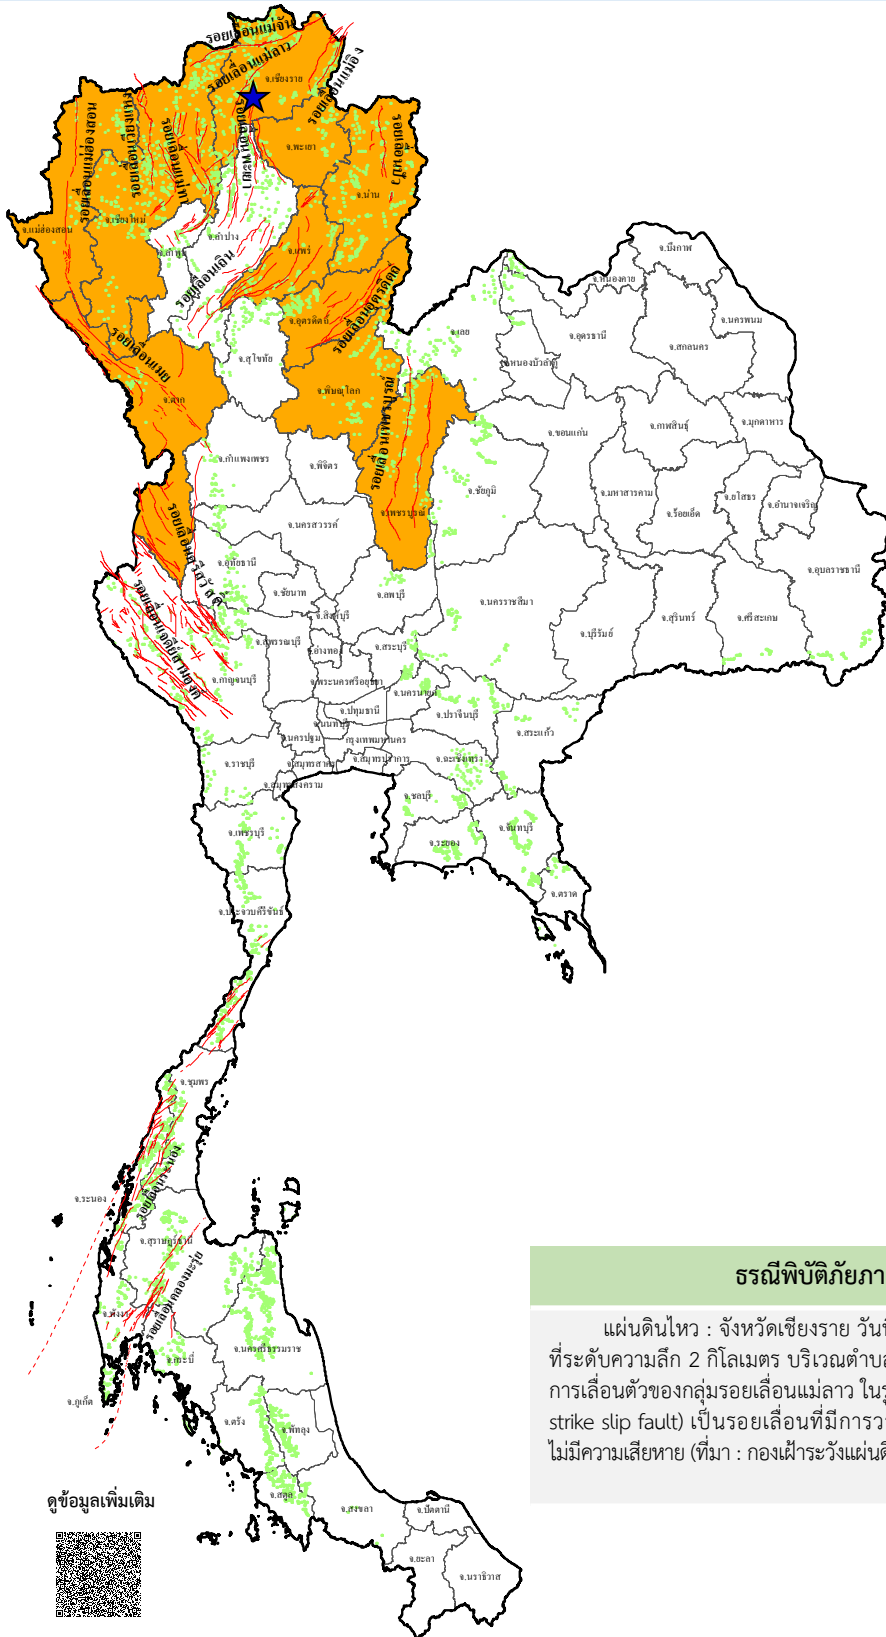 รอยเลื่อนแม่จัน
รอยเลื่อนแม่ลาว
รอยเลื่อนแม่อิง
จ.เชียงราย
รอยเลื่อนพะเยา
จ.พะเยา
รอยเลื่อนปัว
จ.น่าน
รอยเลื่อนแม่ฮ่องสอน
รอยเลื่อนเวียงแหง
รอยเลื่อนแม่ทา
จ.แม่ฮ่องสอน
จ.เชียงใหม่
จ.ลำพูน
จ.ลำปาง
จ.แพร่
รอยเลื่อนเถิน
จ.อุตรดิตถ์
รอยเลื่อนอุตรดิตถ์
รอยเลื่อนเมย
จ.ตาก
จ.สุโขทัย
จ.พิษณุโลก
รอยเลื่อนเพชรบูรณ์
จ.เพชรบูรณ์
จ.เลย
จ.หนองคาย
จ.บึงกาฬ
จ.นครพนม
จ.อุดรธานี
จ.สกลนคร
จ.หนองบัวลำภู
จ.ขอนแก่น
จ.กาฬสินธุ์
จ.มุกดาหาร
จ.กำแพงเพชร
จ.พิจิตร
จ.ชัยภูมิ
จ.มหาสารคาม
จ.ร้อยเอ็ด
จ.ยโสธร
จ.อำนาจเจริญ
จ.นครสวรรค์
รอยเลื่อนศรีสวัสดิ์
จ.อุทัยธานี
จ.ชัยนาท
จ.ลพบุรี
จ.นครราชสีมา
จ.บุรีรัมย์
จ.สุรินทร์
จ.ศรีสะเกษ
จ.อุบลราชธานี
รอยเลื่อนเจดีย์สามองค์
จ.สิงห์บุรี
จ.สุพรรณบุรี
จ.อ่างทอง
จ.สระบุรี
จ.กาญจนบุรี
จ.พระนครศรีอยุธยา
จ.นครนายก
จ.ปทุมธานี
จ.ปราจีนบุรี
จ.นนทบุรี
จ.สระแก้ว
จ.นครปฐม
กรุงเทพมหานคร
จ.ราชบุรี
จ.สมุทรสาคร
จ.สมุทรปราการ
จ.ฉะเชิงเทรา
จ.สมุทรสงคราม
จ.ชลบุรี
จ.เพชรบุรี
จ.ระยอง
จ.จันทบุรี
จ.ตราด
จ.ประจวบคีรีขันธ์
จ.ชุมพร
รอยเลื่อนระนอง
จ.ระนอง
จ.สุราษฎร์ธานี
รอยเลื่อนคลองมะรุ่ย
จ.พังงา
จ.กระบี่
จ.นครศรีธรรมราช
จ.ภูเก็ต
จ.ตรัง
จ.พัทลุง
จ.สตูล
จ.สงขลา
จ.ปัตตานี
จ.ยะลา
จ.นราธิวาส
ธรณีพิบัติภัยภา
แผ่นดินไหว : จังหวัดเชียงราย วันที่
ที่ระดับความลึก 2 กิโลเมตร บริเวณตำบล
การเลื่อนตัวของกลุ่มรอยเลื่อนแม่ลาว ในรู
strike slip fault) เป็นรอยเลื่อนที่มีการวา
ไม่มีความเสียหาย (ที่มา : กองเฝ้าระวังแผ่นดิ
ดูข้อมูลเพิ่มเติม